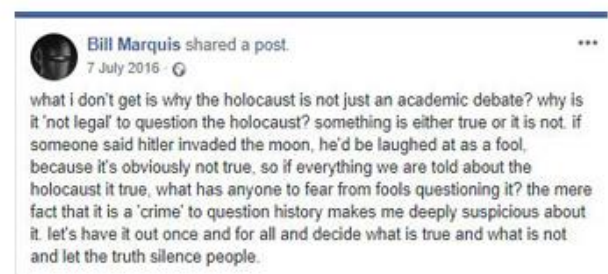 Bill Marquis shared a post.
7 July 2016
what i don't get is why the holocaust is not just an academic debate? why is
it 'not legal' to question the holocaust? something is either true or it is not. if
someone said hitler invaded the moon, he'd be laughed at as a fool,
because it's obviously not true, so if everything we are told about the
holocaust it true, what has anyone to fear from fools questioning it? the mere
fact that it is a 'crime' to question history makes me deeply suspicious about
it. let's have it out once and for all and decide what is true and what is not
and let the truth silence people.